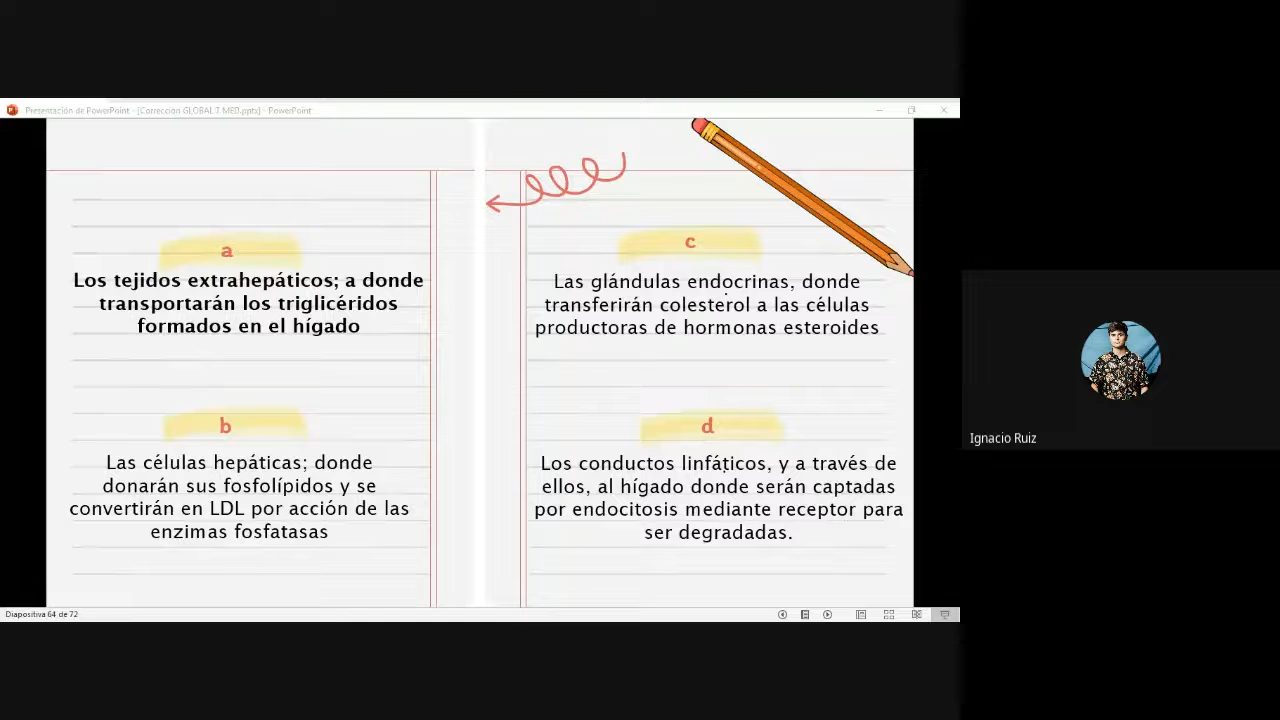 Presentación de PowerPoint - [Corrección GLOBAL 7 MED.pptx] - PowerPoint
a
Los tejidos extrahepáticos; a donde
transportarán los triglicéridos
formados en el hígado
b
Las células hepáticas; donde
donarán sus fosfolípidos y se
convertirán en LDL por acción de las
enzimas fosfatasas
c
Las glándulas endocrinas, donde
transferirán colesterol a las células
productoras de hormonas esteroides
d
Los conductos linfáticos, y a través de
ellos, al hígado donde serán captadas
por endocitosis mediante receptor para
ser degradadas.
Diapositiva 64 de 72
Ignacio Ruiz